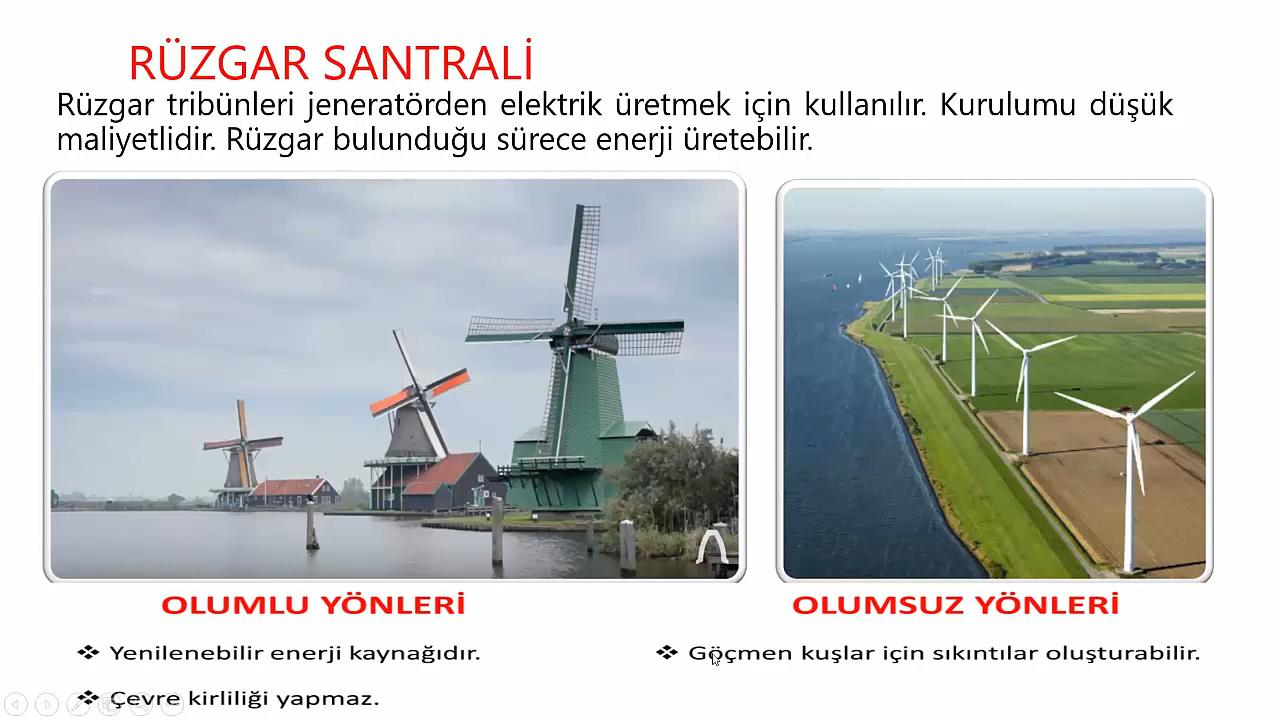 RÜZGAR SANTRALİ
Rüzgar tribünleri jeneratörden elektrik üretmek için kullanılır. Kurulumu düşük
maliyetlidir. Rüzgar bulunduğu sürece enerji üretebilir.
OLUMLU YÖNLERİ
OLUMSUZ YÖNLERİ
❖ Yenilenebilir enerji kaynağıdır.
❖ Göçmen kuşlar için sıkıntılar oluşturabilir.
❖ Çevre kirliliği yapmaz.